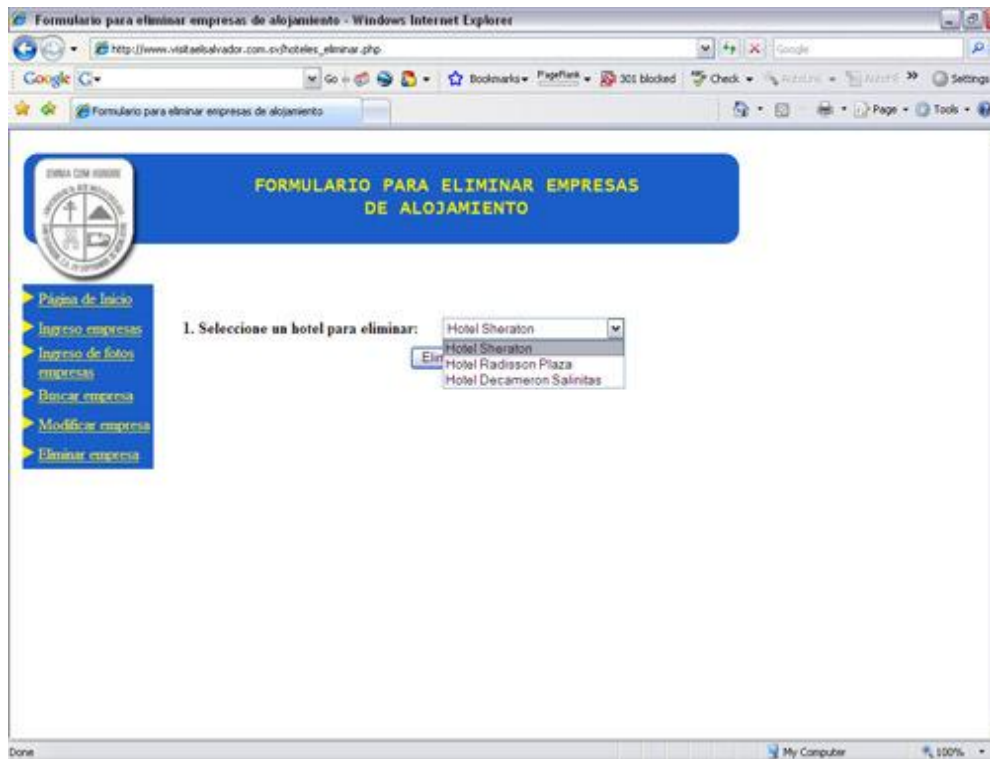 Formulario para eliminar empresas de alojamiento - Windows Internet Explorer
http://www.visitaelsalvador.com.sv/hoteles_eliminar.php
Google
Google G Go Bookmarks PageRank 301 blocked Check » Settings
Formulario para eliminar empresas de alojamiento Page Tools
FORMULARIO PARA ELIMINAR EMPRESAS
DE ALOJAMIENTO
Página de Inicio
Ingreso empresas
Ingreso de fotos
empresas
Buscar empresa
Modificar empresa
Eliminar empresa
1. Seleccione un hotel para eliminar: Hotel Sheraton
Hotel Sheraton
Hotel Radisson Plaza
Hotel Decameron Salinitas
Done My Computer 100%